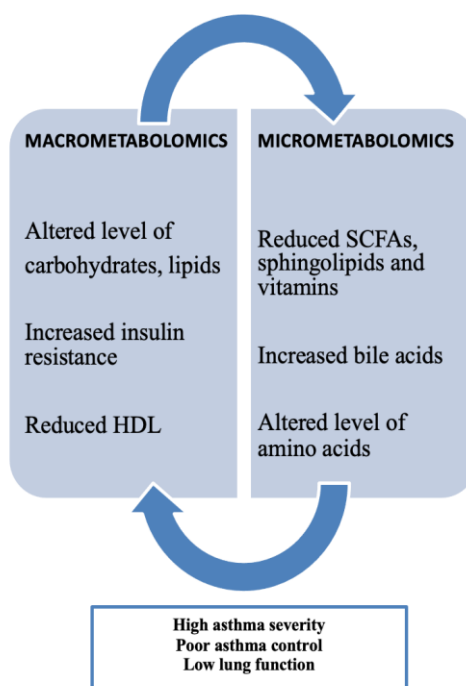 MACROMETABOLOMICS
Altered level of
carbohydrates, lipids
Increased insulin
resistance
Reduced HDL
MICROMETABOLOMICS
Reduced SCFAs,
sphingolipids and
vitamins
Increased bile acids
Altered level of
amino acids
High asthma severity
Poor asthma control
Low lung function